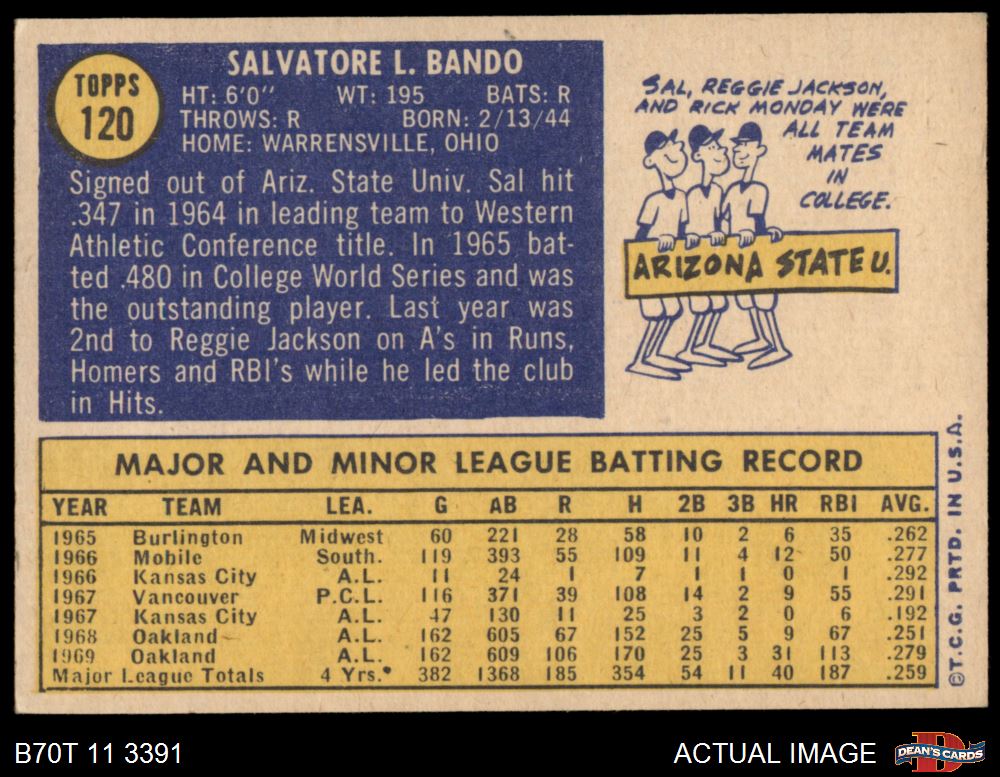 TOPPS
120
SALVATORE L. BANDO
HT: 6'0" WT: 195 BATS: R
THROWS: R BORN: 2/13/44
HOME: WARRENSVILLE, OHIO
Signed out of Ariz. State Univ. Sal hit
.347 in 1964 in leading team to Western
Athletic Conference title. In 1965 bat-
ted .480 in College World Series and was
the outstanding player. Last year was
2nd to Reggie Jackson on A's in Runs,
Homers and RBI's while he led the club
in Hits.
SAL, REGGIE JACKSON,
AND RICK MONDAY WERE
ALL TEAM
MATES
IN
COLLEGE.
ARIZONA STATE U.
MAJOR AND MINOR LEAGUE BATTING RECORD
YEAR TEAM LEA. G AB R H 2B 3B HR RBI AVG.
1965 Burlington Midwest 60 221 28 58 10 2 6 35 .262
1966 Mobile South. 119 393 55 109 11 4 12 50 .277
1966 Kansas City A.L. 11 24 1 7 1 1 0 1 .292
1967 Vancouver P.C.L. 116 371 39 108 14 2 9 55 .291
1967 Kansas City A.L. 47 130 11 25 3 2 0 6 .192
1968 Oakland A.L. 162 605 67 152 25 5 9 67 .251
1969 Oakland A.L. 162 609 106 170 25 3 31 113 .279
Major League Totals 4 Yrs. 382 1368 185 354 54 11 40 187 .259
©T.C.G. PRTD. IN U.S.A.
B70T 11 3391
ACTUAL IMAGE
D
DEAN'S CARDS